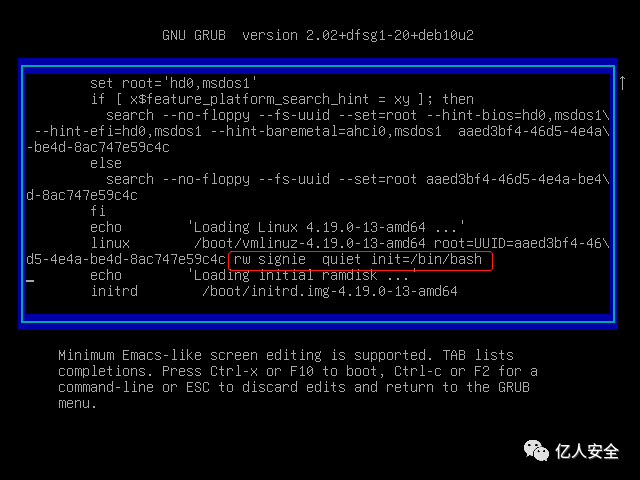 GNU GRUB  version 2.02+dfsg1-20+deb10u2
set root='hd0,msdos1'
if [ x$feature_platform_search_hint = xy ]; then
search --no-floppy --fs-uuid --set=root --hint-bios=hd0,msdos1\
--hint-efi=hd0,msdos1 --hint-baremetal=ahci0,msdos1  aaed3bf4-46d5-4e4a\
-be4d-8ac747e59c4c
else
search --no-floppy --fs-uuid --set=root aaed3bf4-46d5-4e4a-be4\
d-8ac747e59c4c
fi
echo        'Loading Linux 4.19.0-13-amd64 ...'
linux        /boot/vmlinuz-4.19.0-13-amd64 root=UUID=aaed3bf4-46\
d5-4e4a-be4d-8ac747e59c4c rw signie  quiet init=/bin/bash
echo        'Loading initial ramdisk ...'
initrd        /boot/initrd.img-4.19.0-13-amd64
Minimum Emacs-like screen editing is supported. TAB lists
completions. Press Ctrl-x or F10 to boot, Ctrl-c or F2 for a
command-line or ESC to discard edits and return to the GRUB
menu.
亿人安全